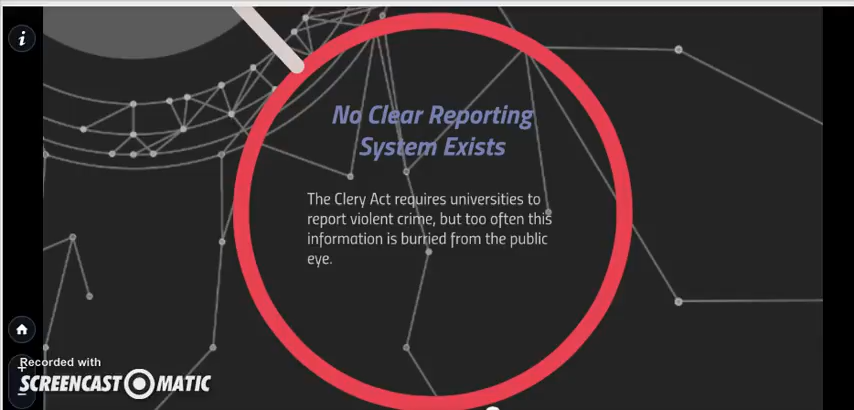 i
No Clear Reporting
System Exists
The Clery Act requires universities to
report violent crime, but too often this
information is burried from the public
eye.
Recorded with
SCREENCAST-O-MATIC